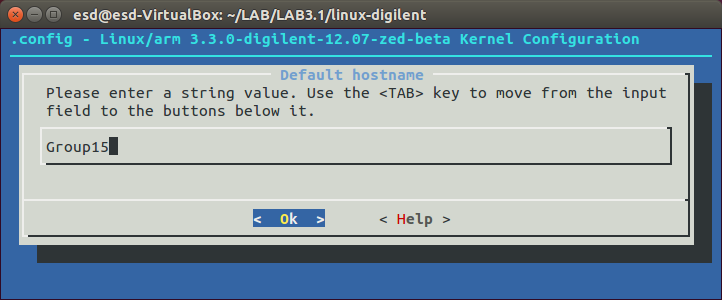 esd@esd-VirtualBox: ~/LAB/LAB3.1/linux-digilent
.config - Linux/arm 3.3.0-digilent-12.07-zed-beta Kernel Configuration
Default hostname
Please enter a string value. Use the <TAB> key to move from the input
field to the buttons below it.
Group15
<  Ok  > < Help >